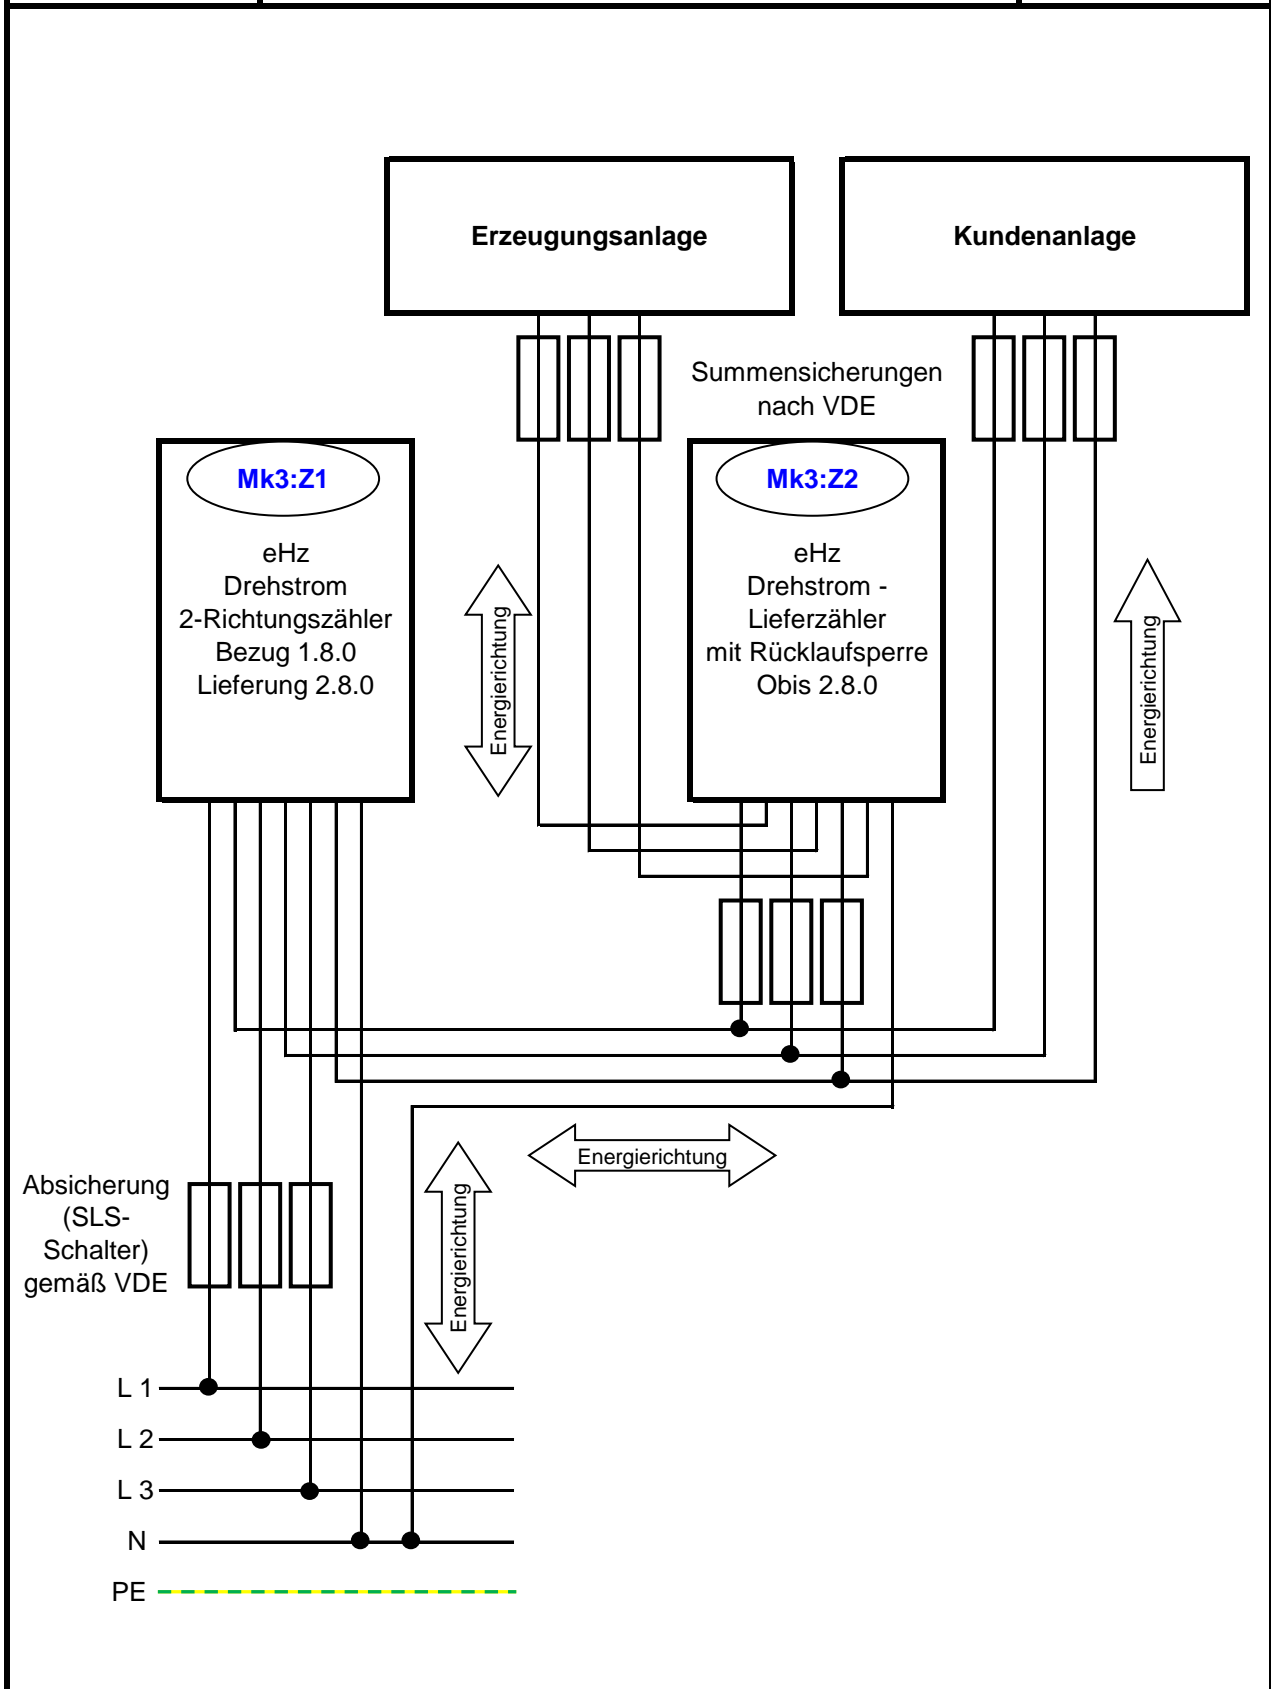 Erzeugungsanlage
Kundenanlage
Summensicherungen
nach VDE
Mk3:Z1
eHz
Drehstrom
2-Richtungszähler
Bezug 1.8.0
Lieferung 2.8.0
Energierichtung
Mk3:Z2
eHz
Drehstrom -
Lieferzähler
mit Rücklaufsperre
Obis 2.8.0
Energierichtung
Energierichtung
Energierichtung
Absicherung
(SLS-
Schalter)
gemäß VDE
L 1
L 2
L 3
N
PE